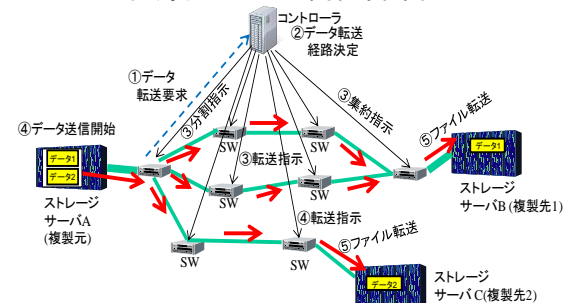 コントローラ
②データ転送
経路決定
①データ
転送要求
③分割指示
③集約指示
④データ送信開始
⑤ファイル転送
データ1
データ2
SW
SW
データ1
③転送指示
ストレージ
サーバA
(複製元)
SW
SW
ストレージ
サーバB (複製先1)
④転送指示
⑤ファイル転送
SW
SW
データ2
ストレージ
サーバ C(複製先2)